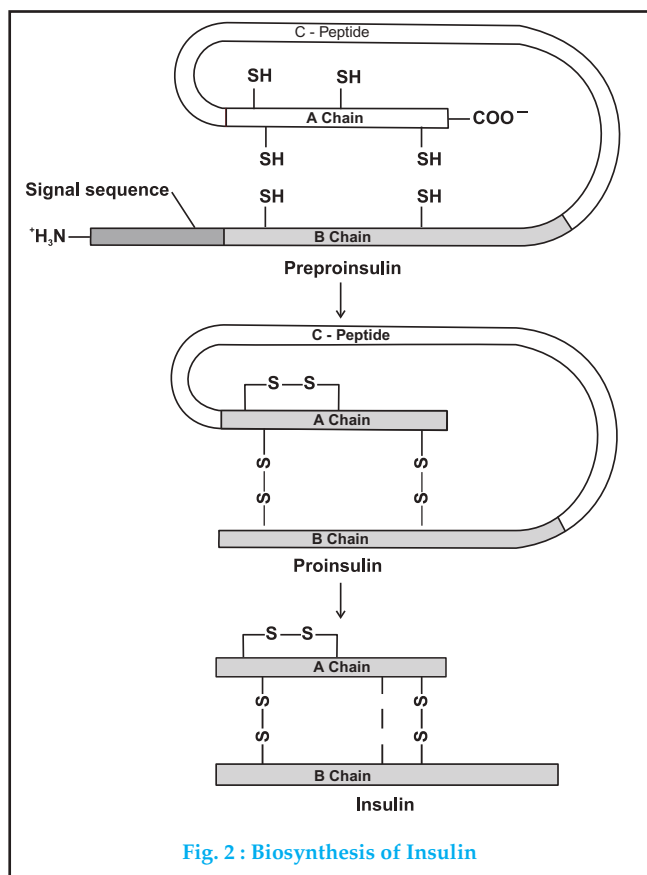 C - Peptide
SH SH
A Chain COO⁻
SH SH
SH SH
Signal sequence
⁺H₃N B Chain
Preproinsulin
C - Peptide
S S
A Chain
S S
S S
B Chain
Proinsulin
S S
A Chain
S S
S S
B Chain
Insulin
Fig. 2 : Biosynthesis of Insulin